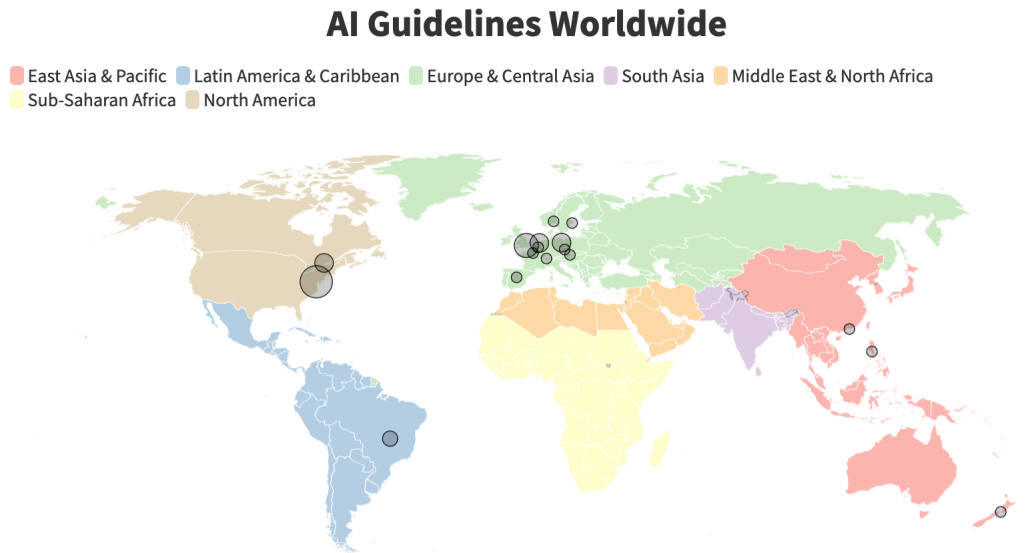 AI Guidelines Worldwide
East Asia & Pacific Latin America & Caribbean Europe & Central Asia South Asia Middle East & North Africa
Sub-Saharan Africa North America